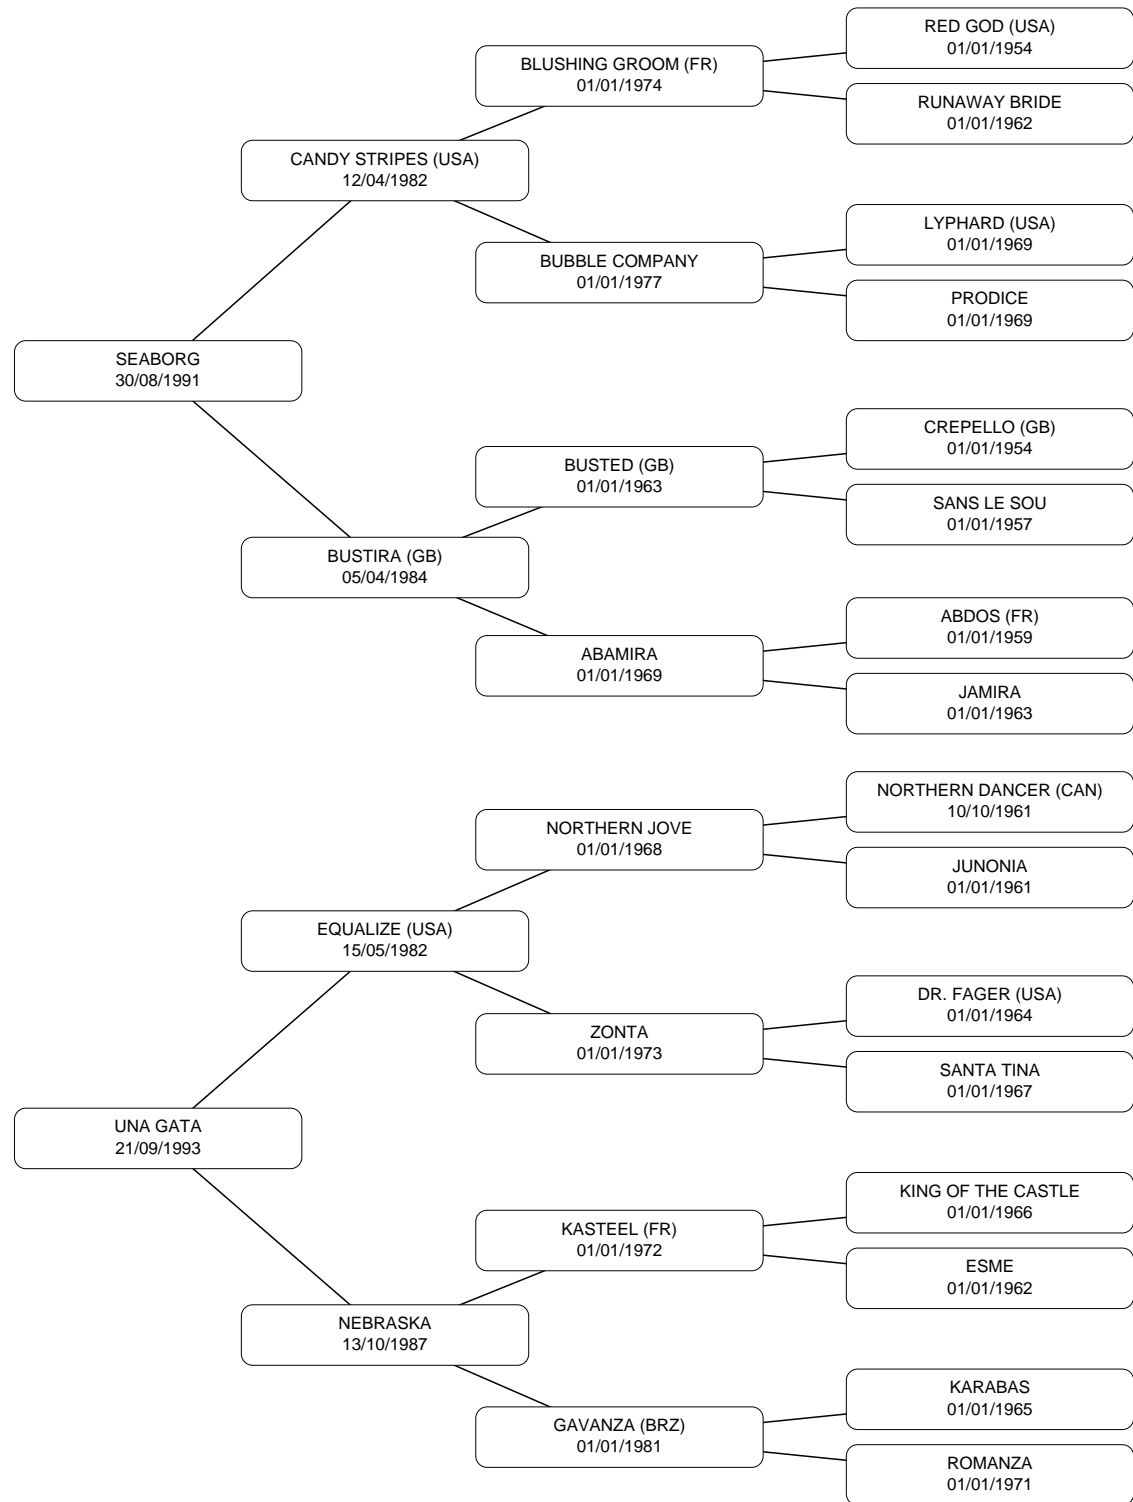 RED GOD (USA)
01/01/1954
BLUSHING GROOM (FR)
01/01/1974
RUNAWAY BRIDE
01/01/1962
CANDY STRIPES (USA)
12/04/1982
LYPHARD (USA)
01/01/1969
BUBBLE COMPANY
01/01/1977
PRODICE
01/01/1969
SEABORG
30/08/1991
CREPELLO (GB)
01/01/1954
BUSTED (GB)
01/01/1963
SANS LE SOU
01/01/1957
BUSTIRA (GB)
05/04/1984
ABDOS (FR)
01/01/1959
ABAMIRA
01/01/1969
JAMIRA
01/01/1963
NORTHERN DANCER (CAN)
10/10/1961
NORTHERN JOVE
01/01/1968
JUNONIA
01/01/1961
EQUALIZE (USA)
15/05/1982
DR. FAGER (USA)
01/01/1964
ZONTA
01/01/1973
SANTA TINA
01/01/1967
UNA GATA
21/09/1993
KING OF THE CASTLE
01/01/1966
KASTEEL (FR)
01/01/1972
ESME
01/01/1962
NEBRASKA
13/10/1987
KARABAS
01/01/1965
GAVANZA (BRZ)
01/01/1981
ROMANZA
01/01/1971